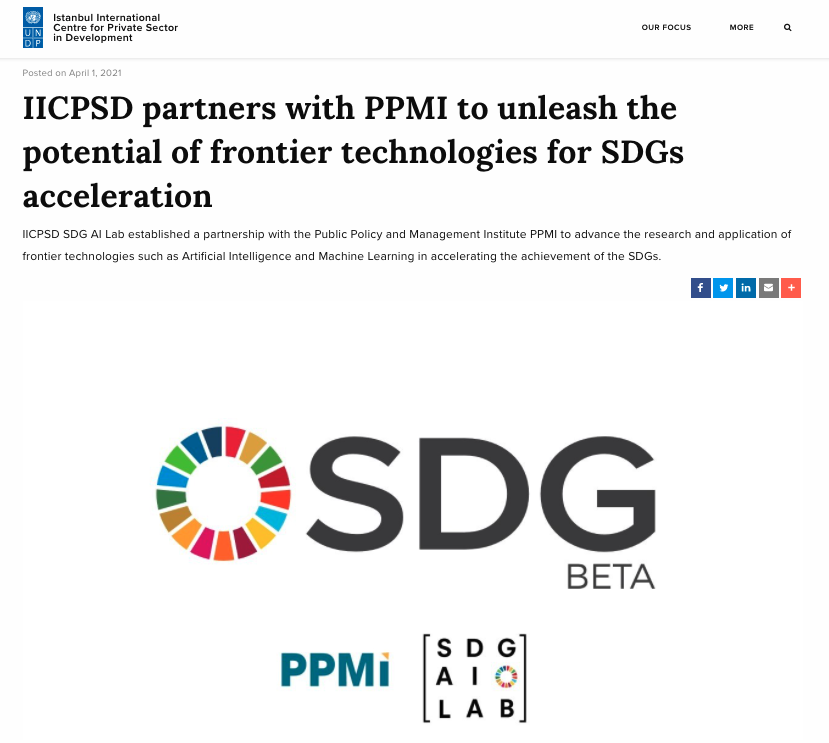 Istanbul International
Centre for Private Sector
in Development
U N
D P
OUR FOCUS
MORE
Posted on April 1, 2021
IICPSD partners with PPMI to unleash the
potential of frontier technologies for SDGs
acceleration
IICPSD SDG AI Lab established a partnership with the Public Policy and Management Institute PPMI to advance the research and application of
frontier technologies such as Artificial Intelligence and Machine Learning in accelerating the achievement of the SDGs.
SDG
BETA
PPMi
SDG
AI
LAB